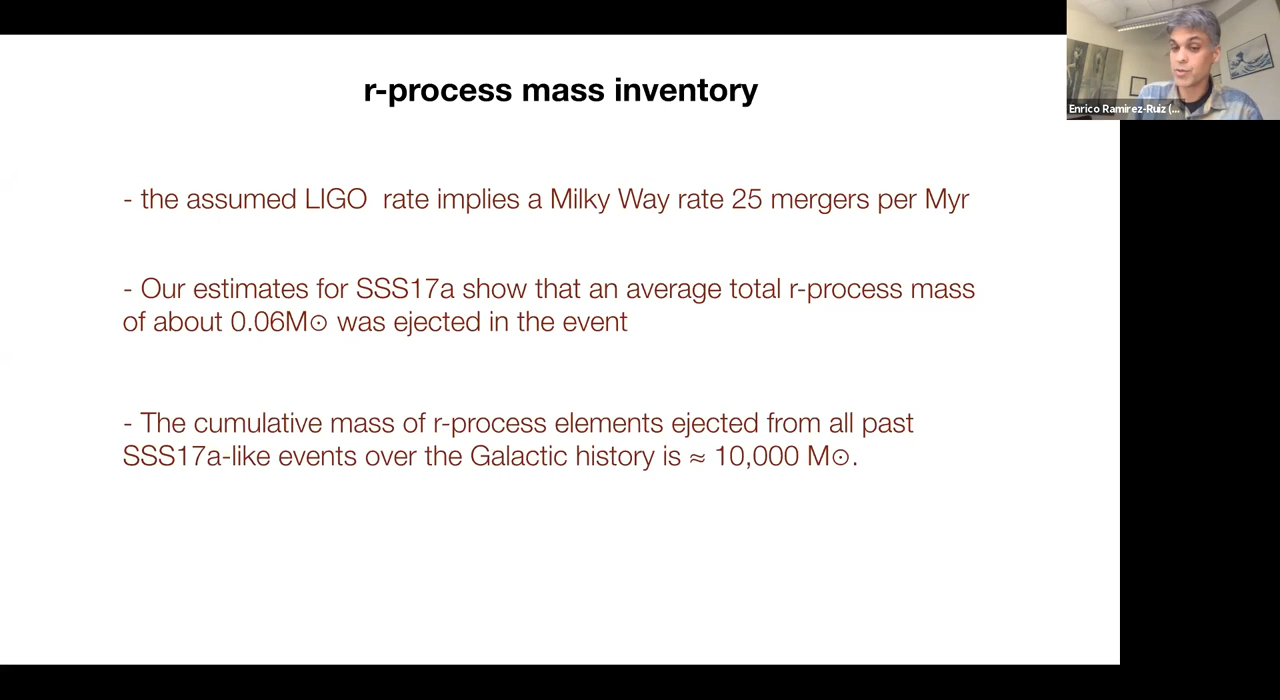 r-process mass inventory
- the assumed LIGO  rate implies a Milky Way rate 25 mergers per Myr
- Our estimates for SSS17a show that an average total r-process mass
of about 0.06M⊙ was ejected in the event
- The cumulative mass of r-process elements ejected from all past
SSS17a-like events over the Galactic history is ≈ 10,000 M⊙.
Enrico Ramirez-Ruiz (...